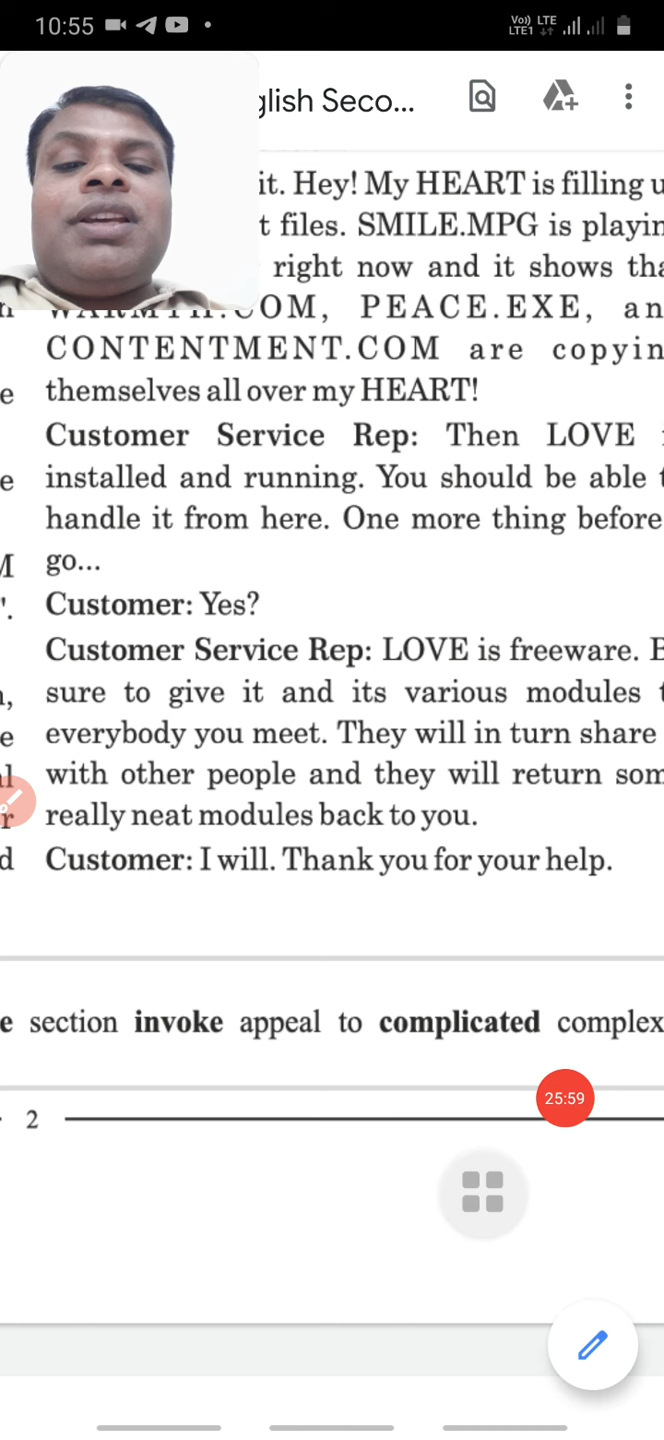 10:55
Vo)) LTE
LTE1
glish Seco...
it. Hey! My HEART is filling u
t files. SMILE.MPG is playin
right now and it shows tha
COM, PEACE.EXE, an
CONTENTMENT.COM are copyin
e themselves all over my HEART!
Customer Service Rep: Then LOVE i
e installed and running. You should be able t
handle it from here. One more thing before
M go...
'. Customer: Yes?
Customer Service Rep: LOVE is freeware. B
n, sure to give it and its various modules t
e everybody you meet. They will in turn share
al with other people and they will return som
r really neat modules back to you.
d Customer: I will. Thank you for your help.
e section invoke appeal to complicated complex
25:59
2